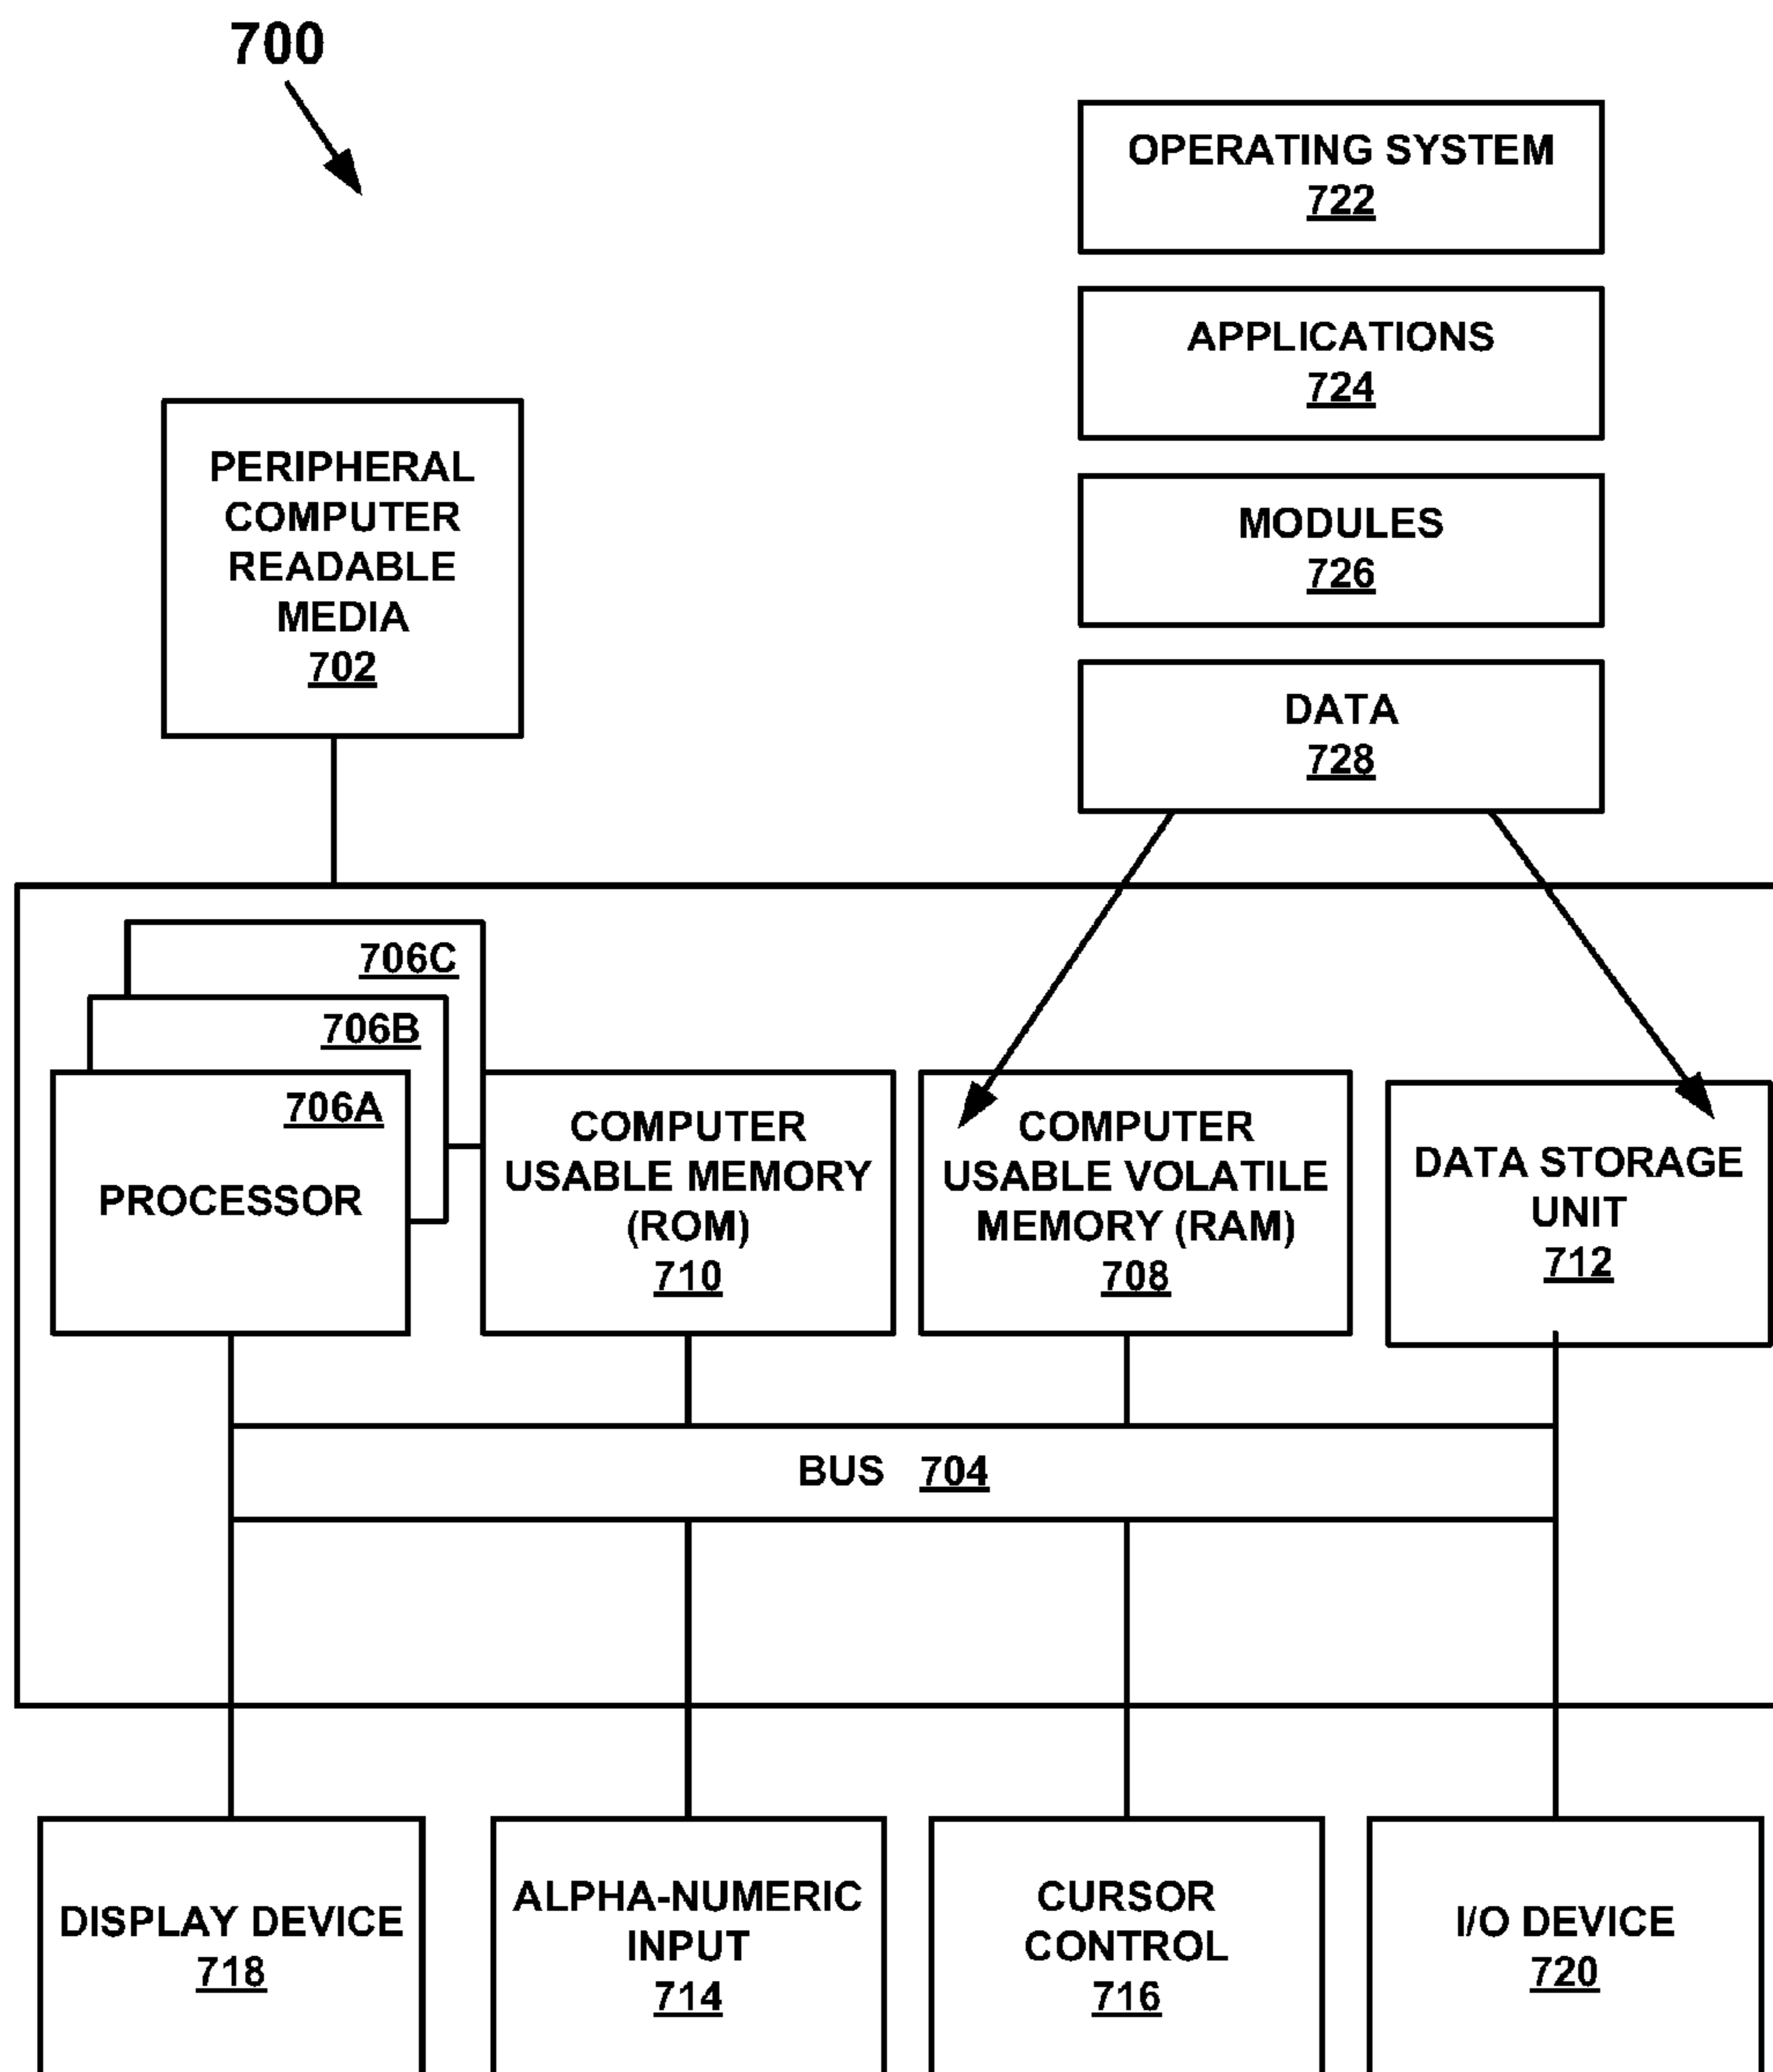 700
OPERATING SYSTEM
722
APPLICATIONS
724
PERIPHERAL
COMPUTER
READABLE
MEDIA
702
MODULES
726
DATA
728
706C
706B
706A
PROCESSOR
COMPUTER
USABLE MEMORY
(ROM)
710
COMPUTER
USABLE VOLATILE
MEMORY (RAM)
708
DATA STORAGE
UNIT
712
BUS 704
DISPLAY DEVICE
718
ALPHA-NUMERIC
INPUT
714
CURSOR
CONTROL
716
I/O DEVICE
720